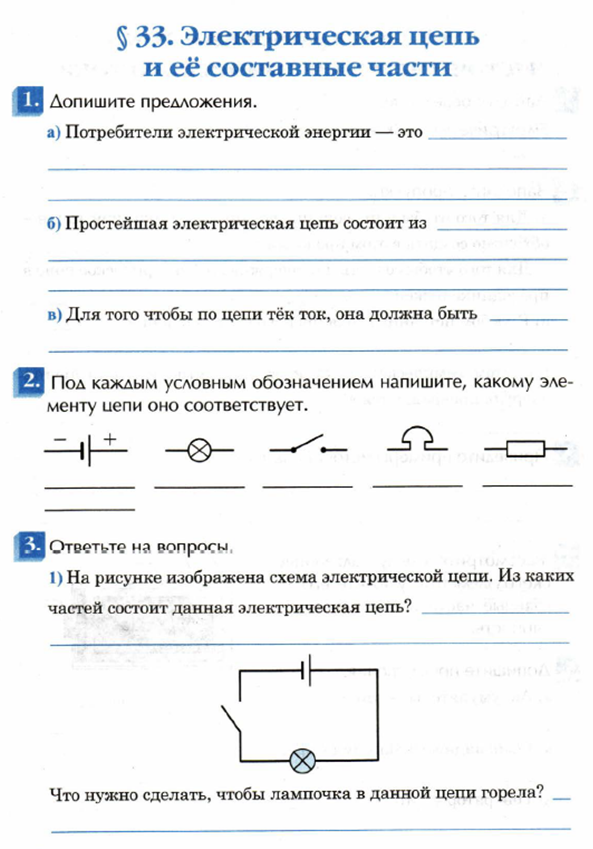 § 33. Электрическая цепь
и её составные части
1. Допишите предложения.
а) Потребители электрической энергии — это
б) Простейшая электрическая цепь состоит из
в) Для того чтобы по цепи тёк ток, она должна быть
2. Под каждым условным обозначением напишите, какому эле-
менту цепи оно соответствует.
− +
3. Ответьте на вопросы.
1) На рисунке изображена схема электрической цепи. Из каких
частей состоит данная электрическая цепь?
Что нужно сделать, чтобы лампочка в данной цепи горела?